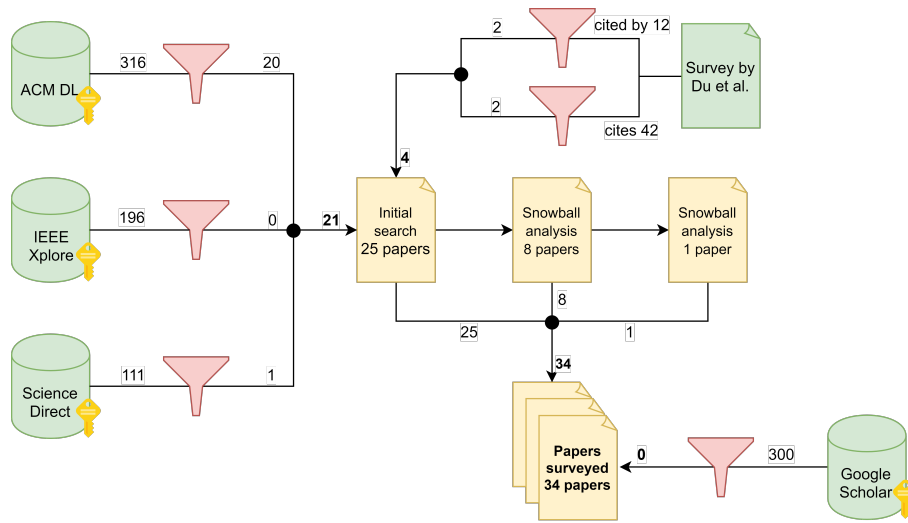 2
cited by 12
316
20
ACM DL
Survey by
Du et al.
2
cites 42
4
196
0
21
IEEE
Xplore
Initial
search
25 papers
Snowball
analysis
8 papers
Snowball
analysis
1 paper
8
25
1
111
1
34
Science
Direct
Papers
surveyed
34 papers
0
300
Google
Scholar